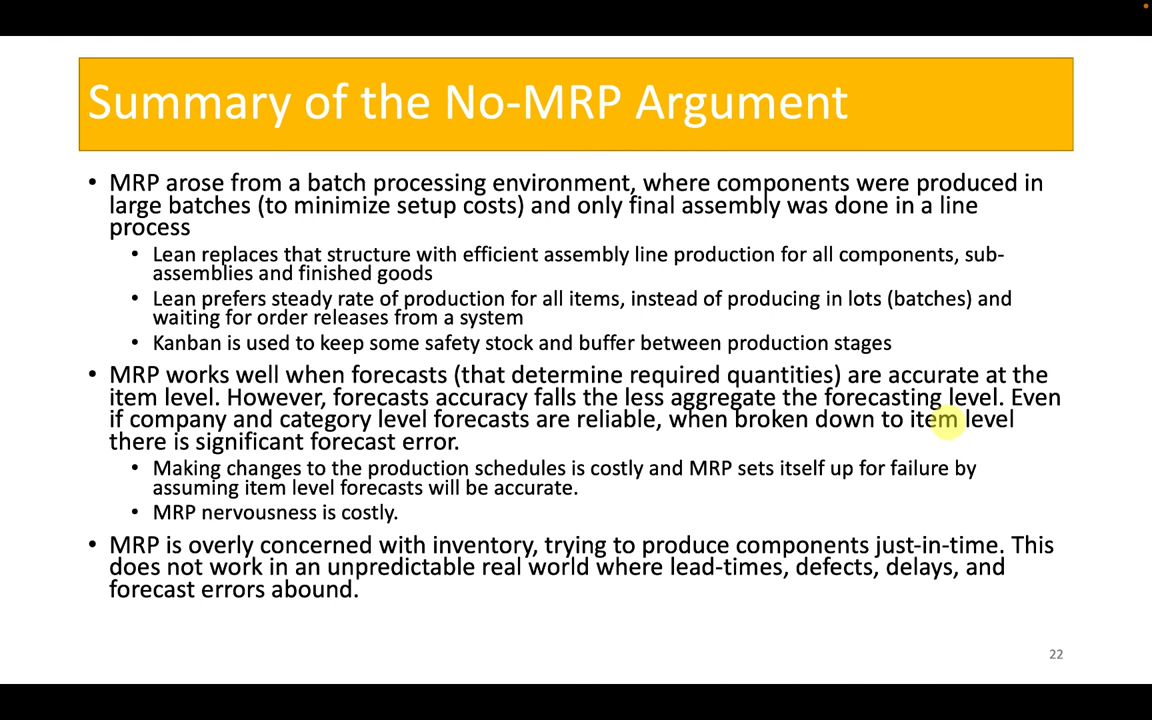 Summary of the No-MRP Argument
• MRP arose from a batch processing environment, where components were produced in
large batches (to minimize setup costs) and only final assembly was done in a line
process
• Lean replaces that structure with efficient assembly line production for all components, sub-
assemblies and finished goods
• Lean prefers steady rate of production for all items, instead of producing in lots (batches) and
waiting for order releases from a system
• Kanban is used to keep some safety stock and buffer between production stages
• MRP works well when forecasts (that determine required quantities) are accurate at the
item level. However, forecasts accuracy falls the less aggregate the forecasting level. Even
if company and category level forecasts are reliable, when broken down to item level
there is significant forecast error.
• Making changes to the production schedules is costly and MRP sets itself up for failure by
assuming item level forecasts will be accurate.
• MRP nervousness is costly.
• MRP is overly concerned with inventory, trying to produce components just-in-time. This
does not work in an unpredictable real world where lead-times, defects, delays, and
forecast errors abound.
22